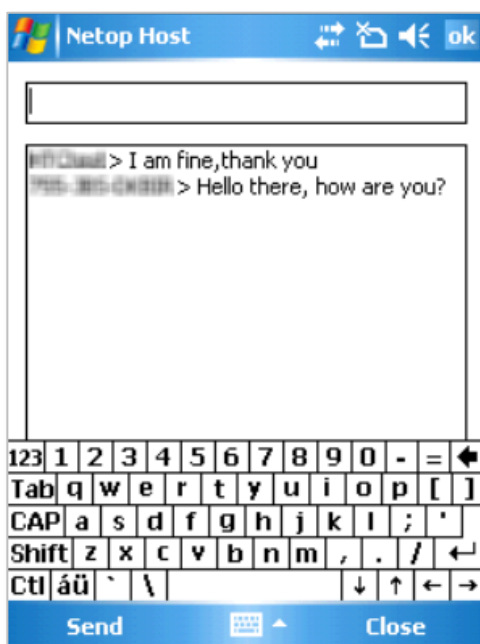 Netop Host ok
> I am fine,thank you
> Hello there, how are you?
123 1 2 3 4 5 6 7 8 9 0 - =
Tab q w e r t y u i o p [ ]
CAP a s d f g h j k l ; '
Shift z x c v b n m , . /
Ctl áü ` \
Send Close